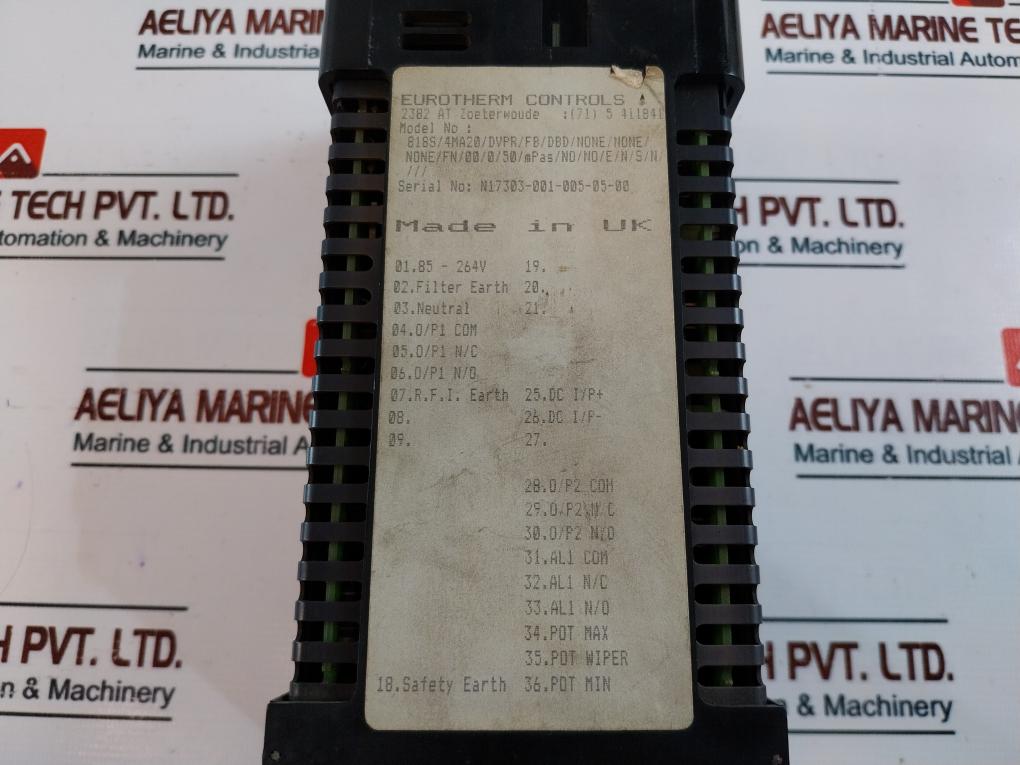 AELIYA MARINE
Marine & Industrial
AELIYA MARINE TECH
Marine & Industrial Autom
TECH PVT. LTD.
tomation & Machinery
H PVT. LTD.
on & Machinery
EUROTHERM CONTROLS
2382 AT Zoeterwoude :(71) 5 411841
Model No :
818S/4MA20/DVPR/FB/DBD/NONE/NONE/
NONE/FN/00/0/50/mPas/NO/NO/E/N/S/N/
///
Serial No: N17303-001-005-05-00
Made in UK
01.85 - 264V 19.
02.Filter Earth 20.
03.Neutral 21.
04.O/P1 COM
05.O/P1 N/C
06.O/P1 N/O
07.R.F.I. Earth 25.DC I/P+
08. 26.DC I/P-
09. 27.
28.O/P2 COM
29.O/P2 N/C
30.O/P2 N/O
31.AL1 COM
32.AL1 N/C
33.AL1 N/O
34.POT MAX
35.POT WIPER
18.Safety Earth 36.POT MIN
AELIYA MARINE
Marine & Industrial A
AELIYA MARINE
Marine & Industrial A
H PVT. LTD.
n & Machinery
PVT. LTD.
& Machinery